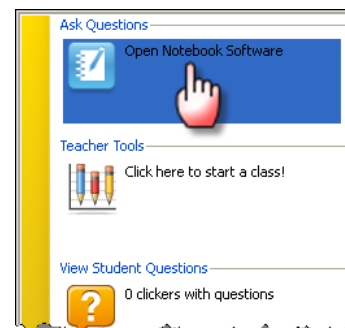 Ask Questions
Open Notebook Software
Teacher Tools
Click here to start a class!
View Student Questions
?
0 clickers with questions